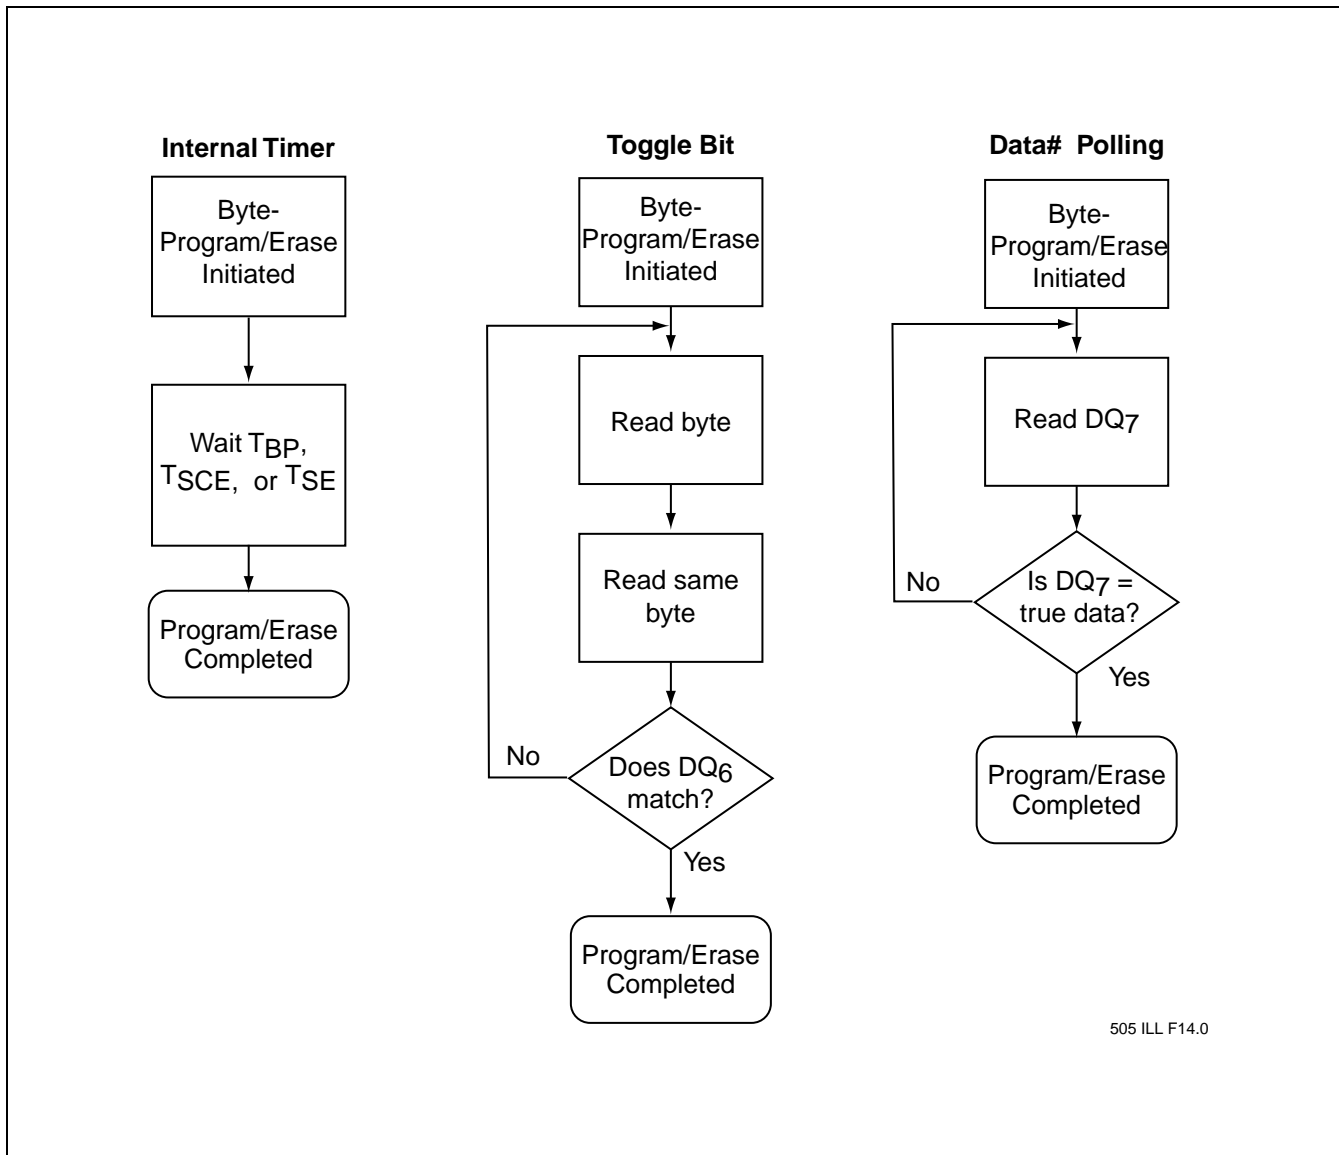 Internal Timer
Byte-
Program/Erase
Initiated
Wait TBP,
TSCE, or TSE
Program/Erase
Completed
Toggle Bit
Byte-
Program/Erase
Initiated
Read byte
Read same
byte
No
Does DQ6
match?
Yes
Program/Erase
Completed
Data# Polling
Byte-
Program/Erase
Initiated
Read DQ7
No
Is DQ7 =
true data?
Yes
Program/Erase
Completed
505 ILL F14.0